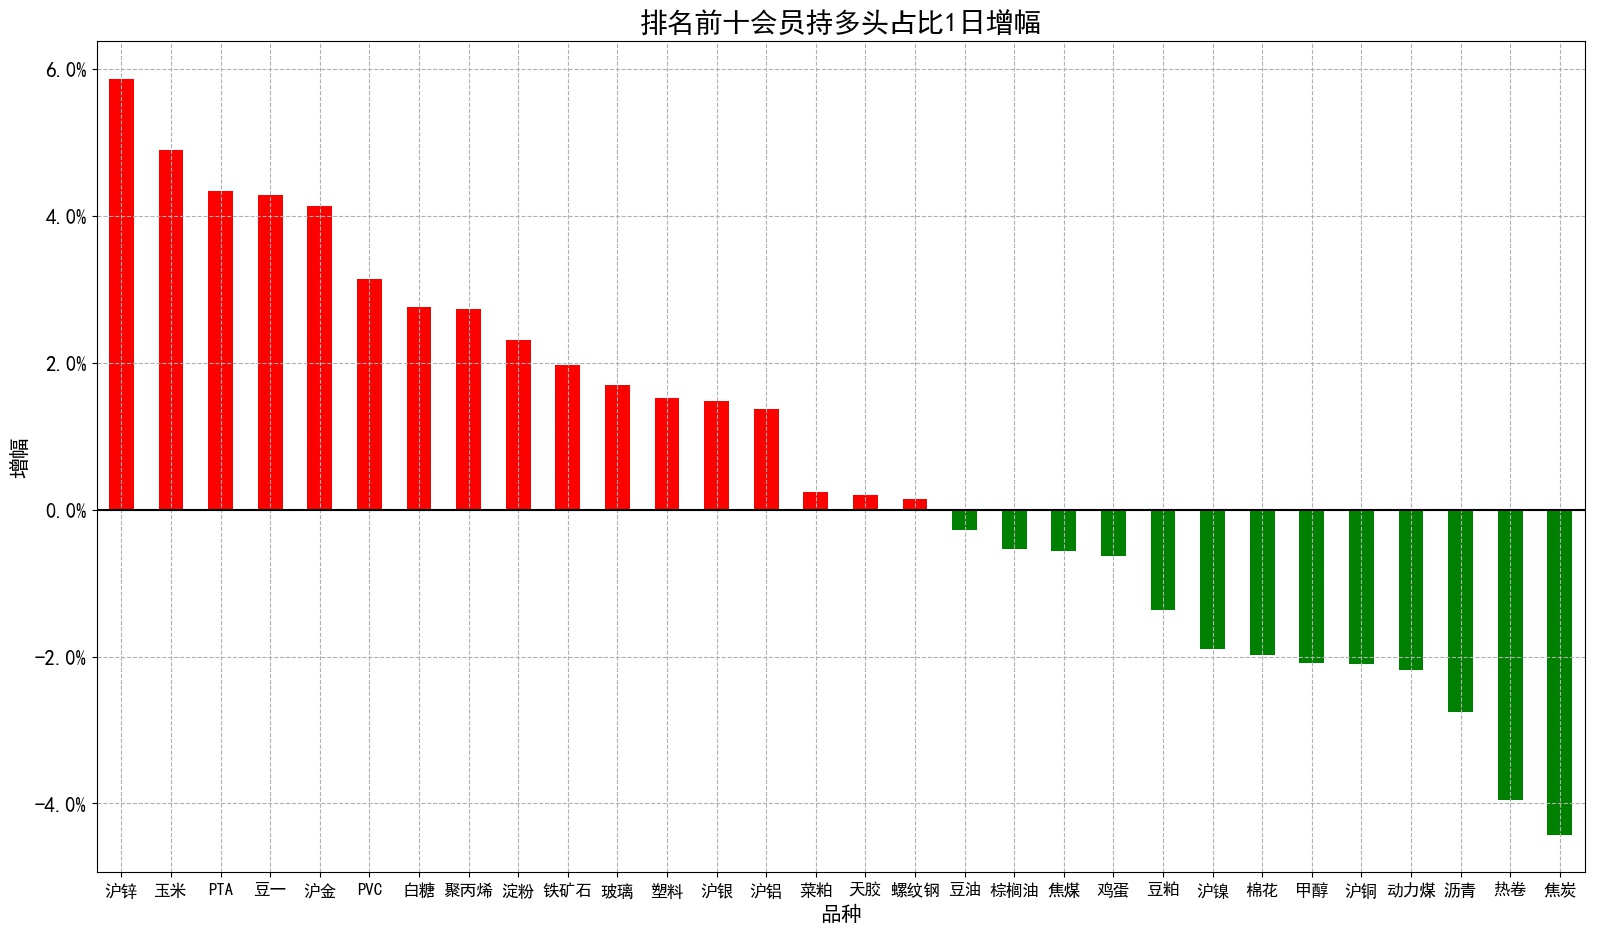 排名前十会员持多头占比1日增幅
6.0%
4.0%
2.0%
0.0%
−2.0%
−4.0%
增幅
沪锌 玉米 PTA 豆一 沪金 PVC 白糖 聚丙烯 淀粉 铁矿石 玻璃 塑料 沪银 沪铝 菜粕 天胶 螺纹钢 豆油 棕榈油 焦煤 鸡蛋 豆粕 沪镍 棉花 甲醇 沪铜 动力煤 沥青 热卷 焦炭
品种